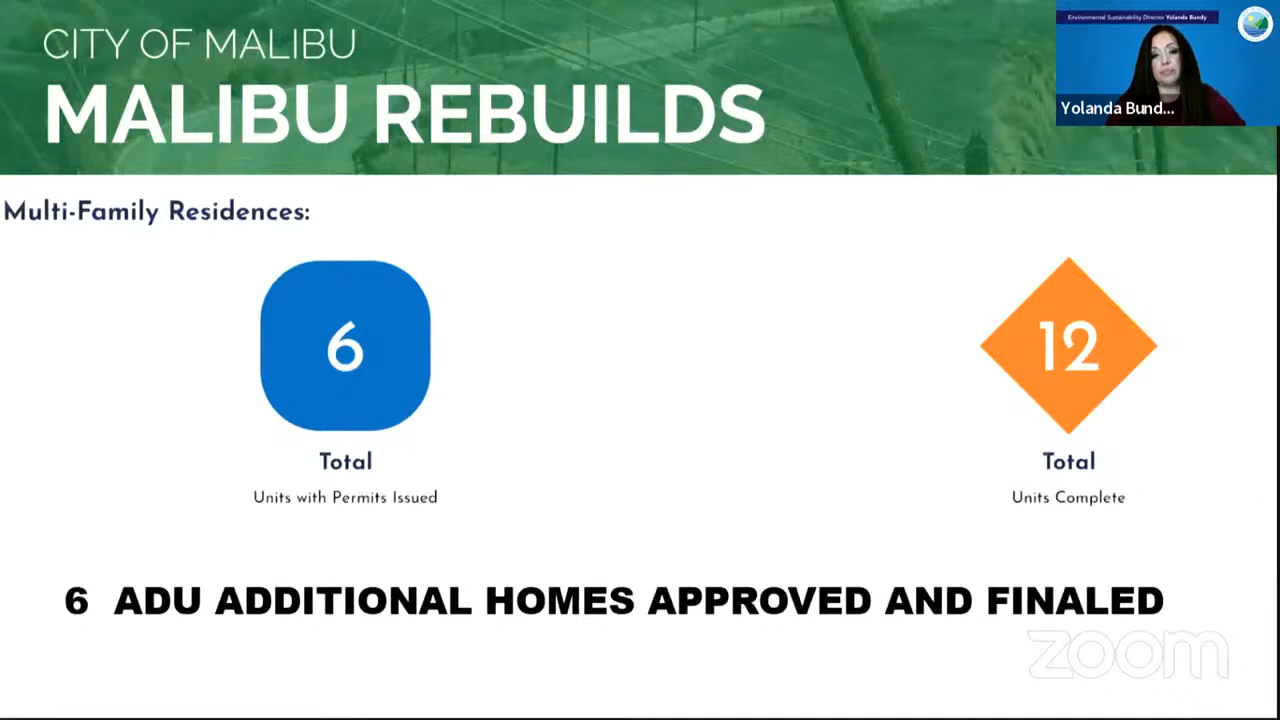 CITY OF MALIBU
MALIBU REBUILDS
Environmental Sustainability Director Yolanda Bundy
Yolanda Bund...
Multi-Family Residences:
6
12
Total
Total
Units with Permits Issued
Units Complete
6 ADU ADDITIONAL HOMES APPROVED AND FINALED
zoom